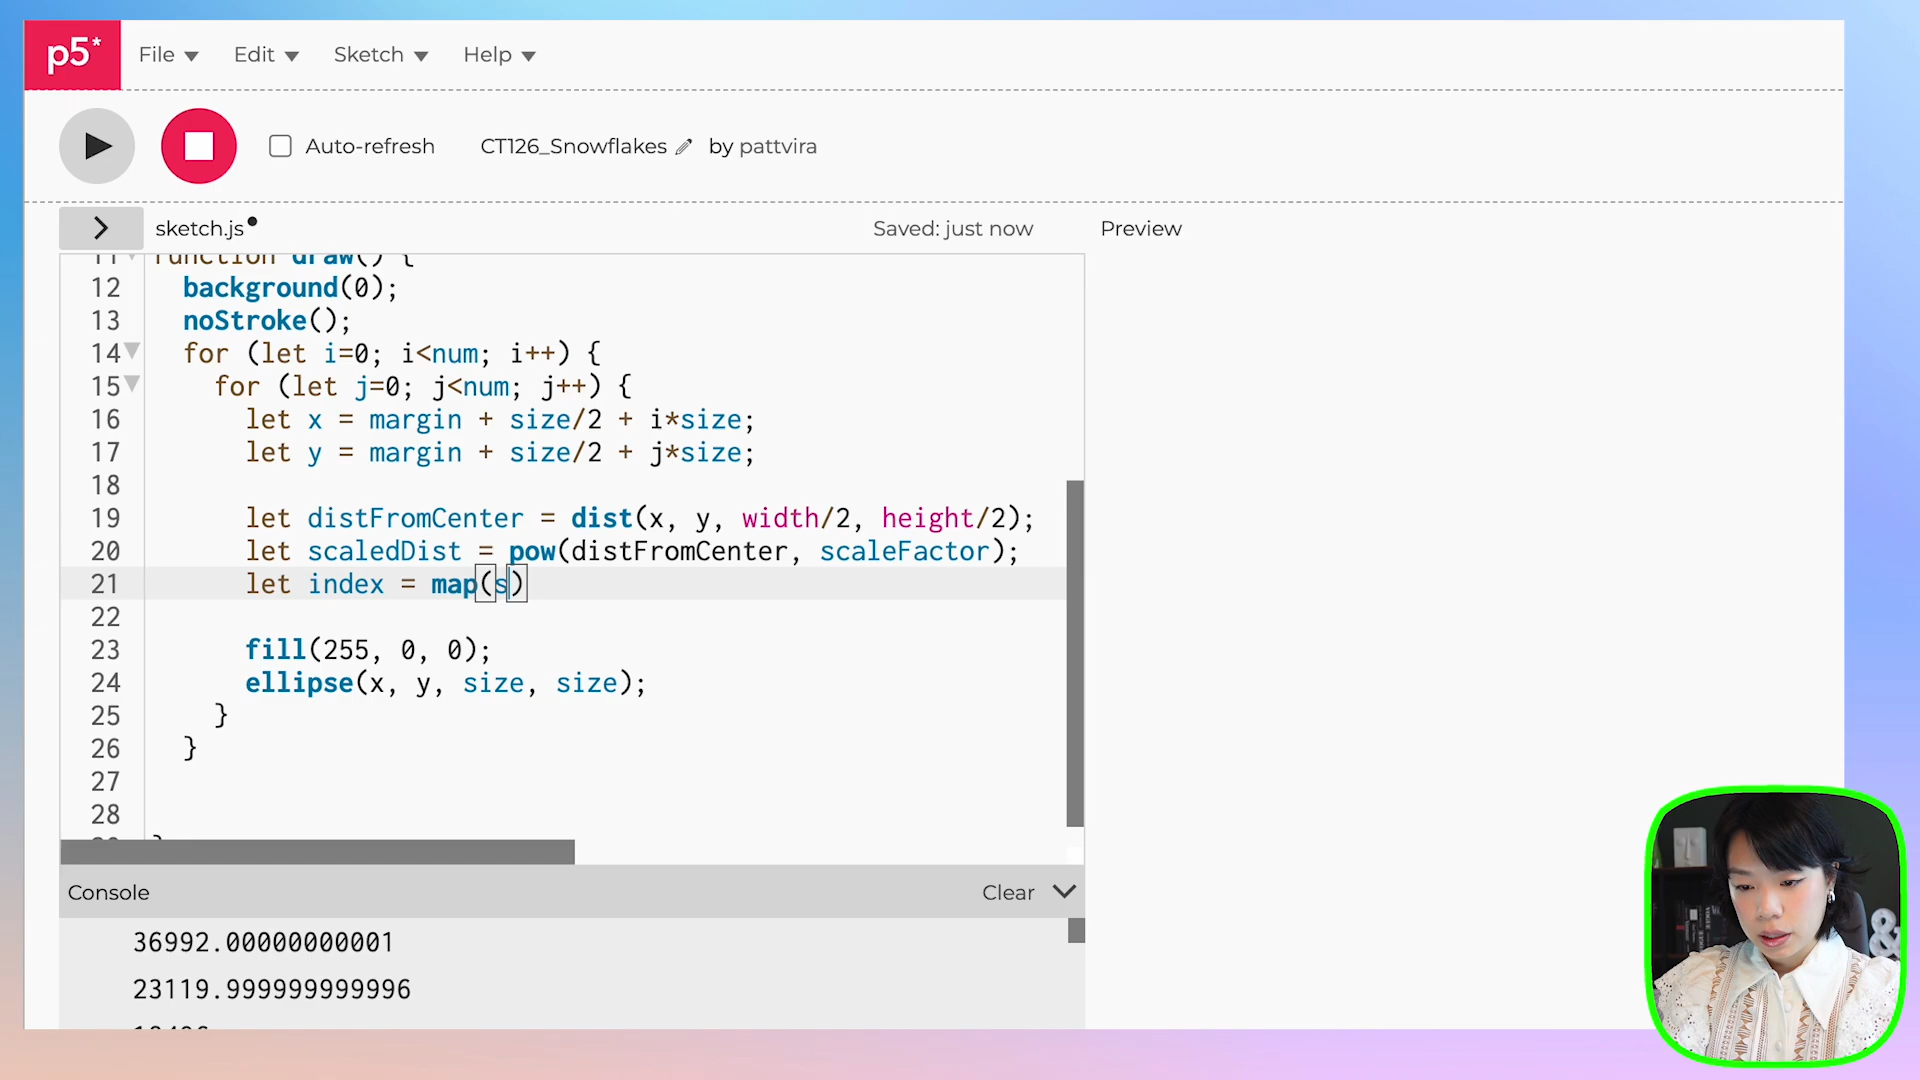 p5*
File Edit Sketch Help
Auto-refresh CT126_Snowflakes by pattvira
sketch.js Saved: just now Preview
11 function draw() {
12 background(0);
13 noStroke();
14 for (let i=0; i<num; i++) {
15 for (let j=0; j<num; j++) {
16 let x = margin + size/2 + i*size;
17 let y = margin + size/2 + j*size;
18
19 let distFromCenter = dist(x, y, width/2, height/2);
20 let scaledDist = pow(distFromCenter, scaleFactor);
21 let index = map(s)
22
23 fill(255, 0, 0);
24 ellipse(x, y, size, size);
25 }
26 }
27
28
Console Clear
36992.00000000001
23119.999999999996